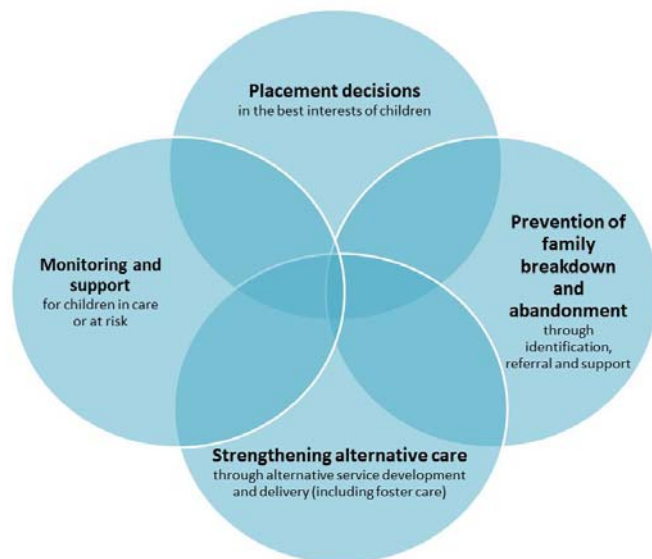 Placement decisions
in the best interests of children
Monitoring and
support
for children in care
or at risk
Prevention of
family
breakdown
and
abandonment
through
identification,
referral and support
Strengthening alternative care
through alternative service development
and delivery (including foster care)